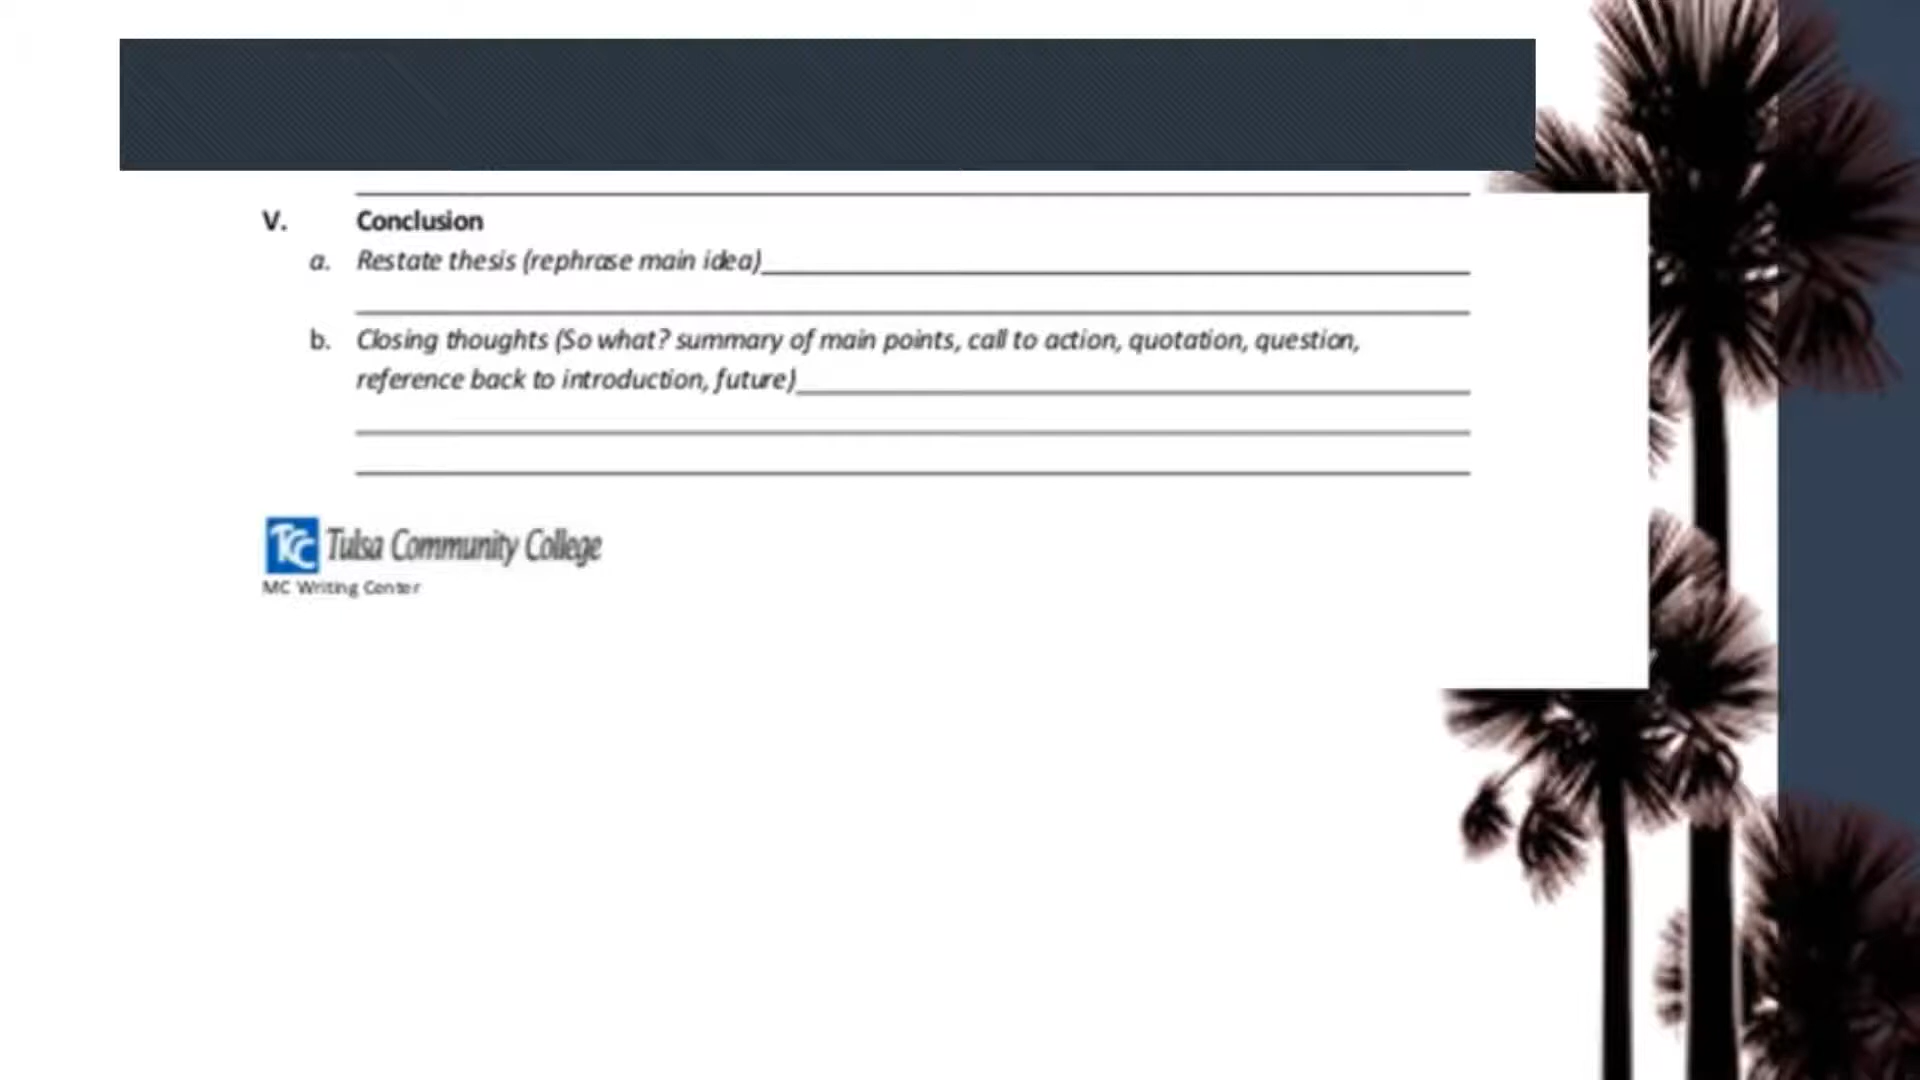 V. Conclusion
a. Restate thesis (rephrase main idea)
b. Closing thoughts (So what? summary of main points, call to action, quotation, question,
reference back to introduction, future)
TCC Tulsa Community College
MC Writing Center